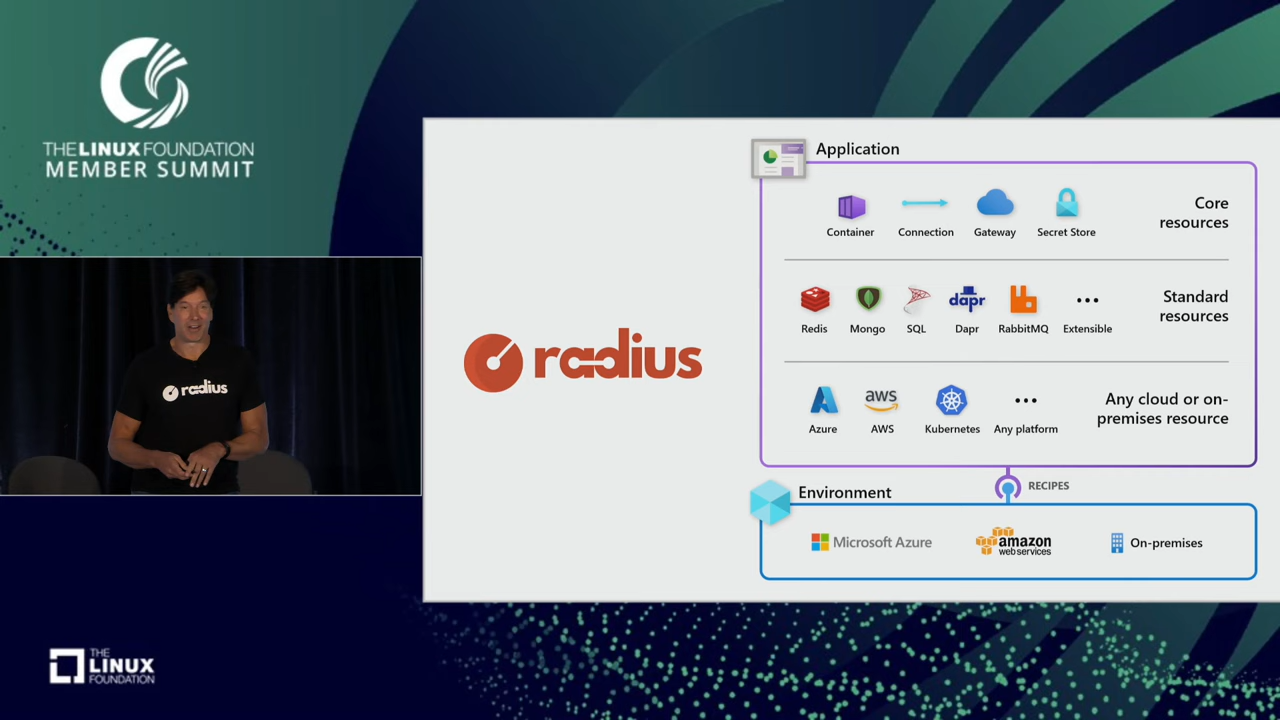 THE LINUX FOUNDATION
MEMBER SUMMIT
radius
radius
Application
Container
Connection
Gateway
Secret Store
Core
resources
Redis
Mongo
SQL
dapr
Dapr
RabbitMQ
Extensible
Standard
resources
Azure
aws
AWS
Kubernetes
Any platform
Any cloud or on-
premises resource
RECIPES
Environment
Microsoft Azure
amazon
web services
On-premises
THE
LINUX
FOUNDATION